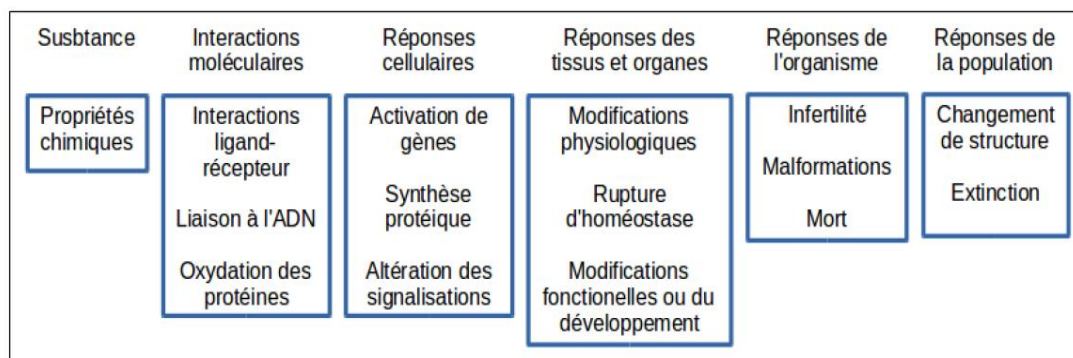 Susbtance
Propriétés
chimiques
Interactions
moléculaires
Interactions
ligand-
récepteur
Liaison à l'ADN
Oxydation des
protéines
Réponses
cellulaires
Activation de
gènes
Synthèse
protéique
Altération des
signalisations
Réponses des
tissus et organes
Modifications
physiologiques
Rupture
d'homéostase
Modifications
fonctionelles ou du
développement
Réponses de
l'organisme
Infertilité
Malformations
Mort
Réponses de
la population
Changement
de structure
Extinction